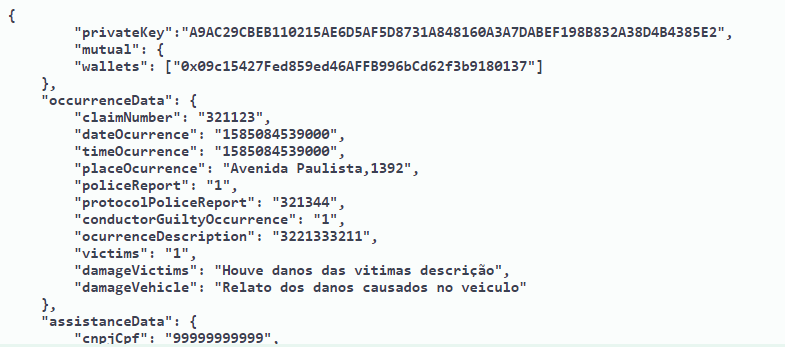 {
"privateKey":"A9AC29CBEB110215AE6D5AF5D8731A848160A3A7DABEF198B832A38D4B4385E2",
"mutual": {
"wallets": ["0x09c15427Fed859ed46AFFB996bCd62f3b9180137"]
},
"occurrenceData": {
"claimNumber": "321123",
"dateOcurrence": "1585084539000",
"timeOcurrence": "1585084539000",
"placeOcurrence": "Avenida Paulista,1392",
"policeReport": "1",
"protocolPoliceReport": "321344",
"conductorGuiltyOccurrence": "1",
"ocurrenceDescription": "3221333211",
"victims": "1",
"damageVictims": "Houve danos das vitimas descrição",
"damageVehicle": "Relato dos danos causados no veiculo"
},
"assistanceData": {
"cnpjCpf": "99999999999",